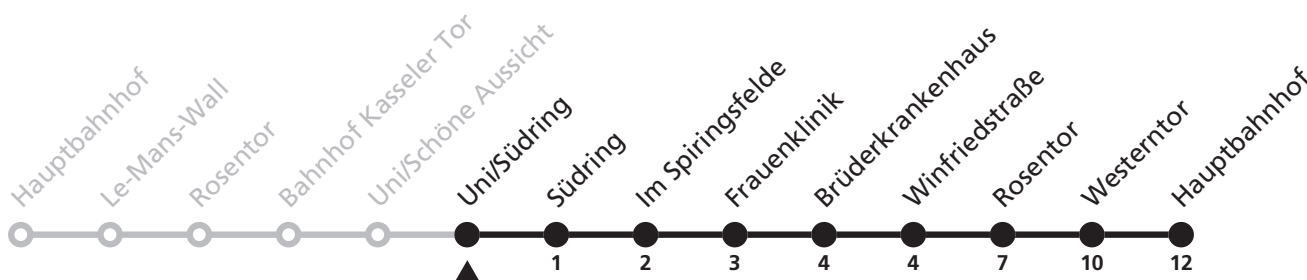 Hauptbahnhof
Le-Mans-Wall
Rosentor
Bahnhof Kasseler Tor
Uni/Schöne Aussicht
Uni/Südring
Südring
Im Spiringsfelde
Frauenklinik
Brüderkrankenhaus
Winfriedstraße
Rosentor
Westerntor
Hauptbahnhof
1 2 3 4 4 7 10 12